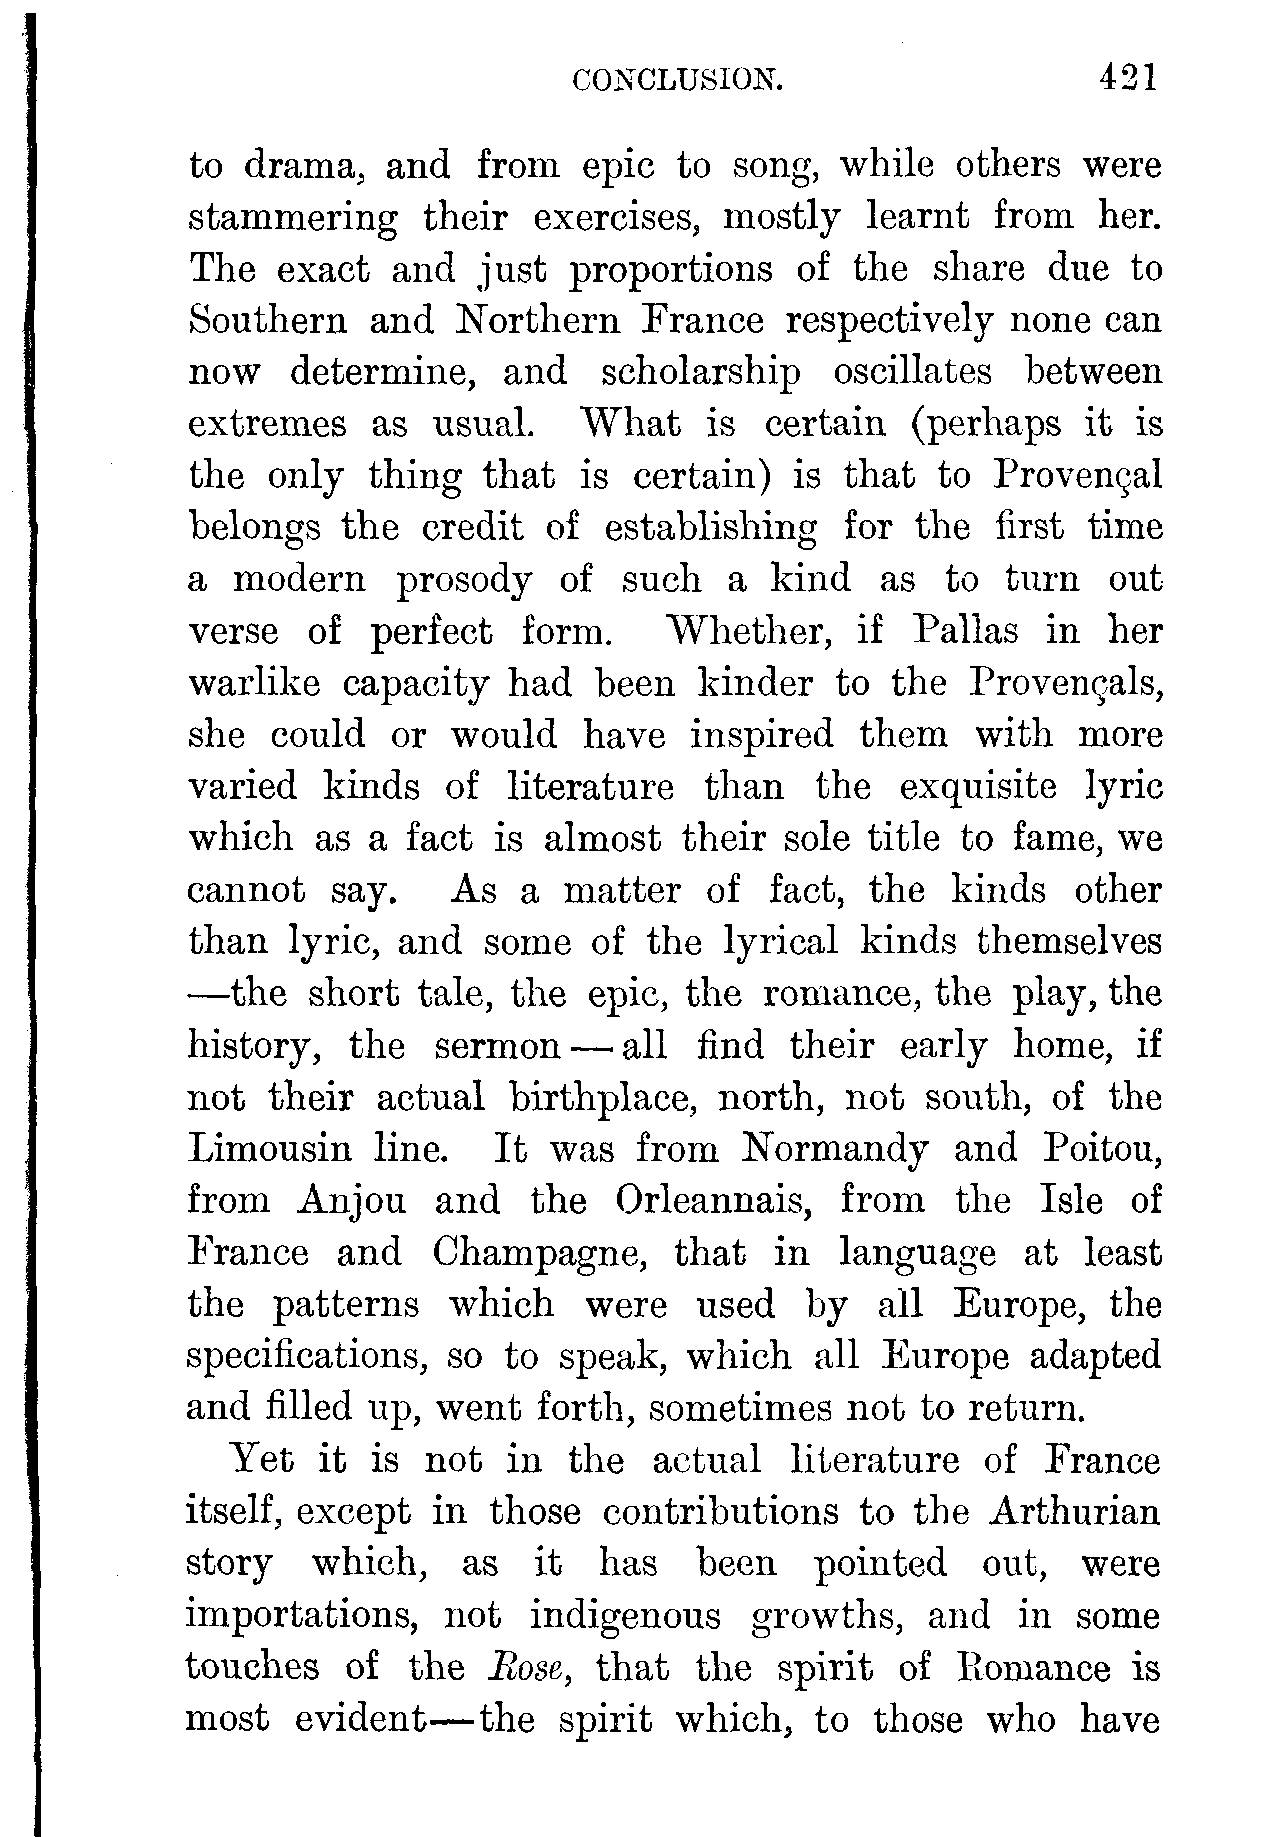 CONCLUSION. 421
to drama, and from epic to song, while others were
stammering their exercises, mostly learnt from her.
The exact and just proportions of the share due to
Southern and Northern France respectively none can
now determine, and scholarship oscillates between
extremes as usual. What is certain (perhaps it is
the only thing that is certain) is that to Provençal
belongs the credit of establishing for the first time
a modern prosody of such a kind as to turn out
verse of perfect form. Whether, if Pallas in her
warlike capacity had been kinder to the Provençals,
she could or would have inspired them with more
varied kinds of literature than the exquisite lyric
which as a fact is almost their sole title to fame, we
cannot say. As a matter of fact, the kinds other
than lyric, and some of the lyrical kinds themselves
—the short tale, the epic, the romance, the play, the
history, the sermon — all find their early home, if
not their actual birthplace, north, not south, of the
Limousin line. It was from Normandy and Poitou,
from Anjou and the Orleannais, from the Isle of
France and Champagne, that in language at least
the patterns which were used by all Europe, the
specifications, so to speak, which all Europe adapted
and filled up, went forth, sometimes not to return.
Yet it is not in the actual literature of France
itself, except in those contributions to the Arthurian
story which, as it has been pointed out, were
importations, not indigenous growths, and in some
touches of the Rose, that the spirit of Romance is
most evident—the spirit which, to those who have